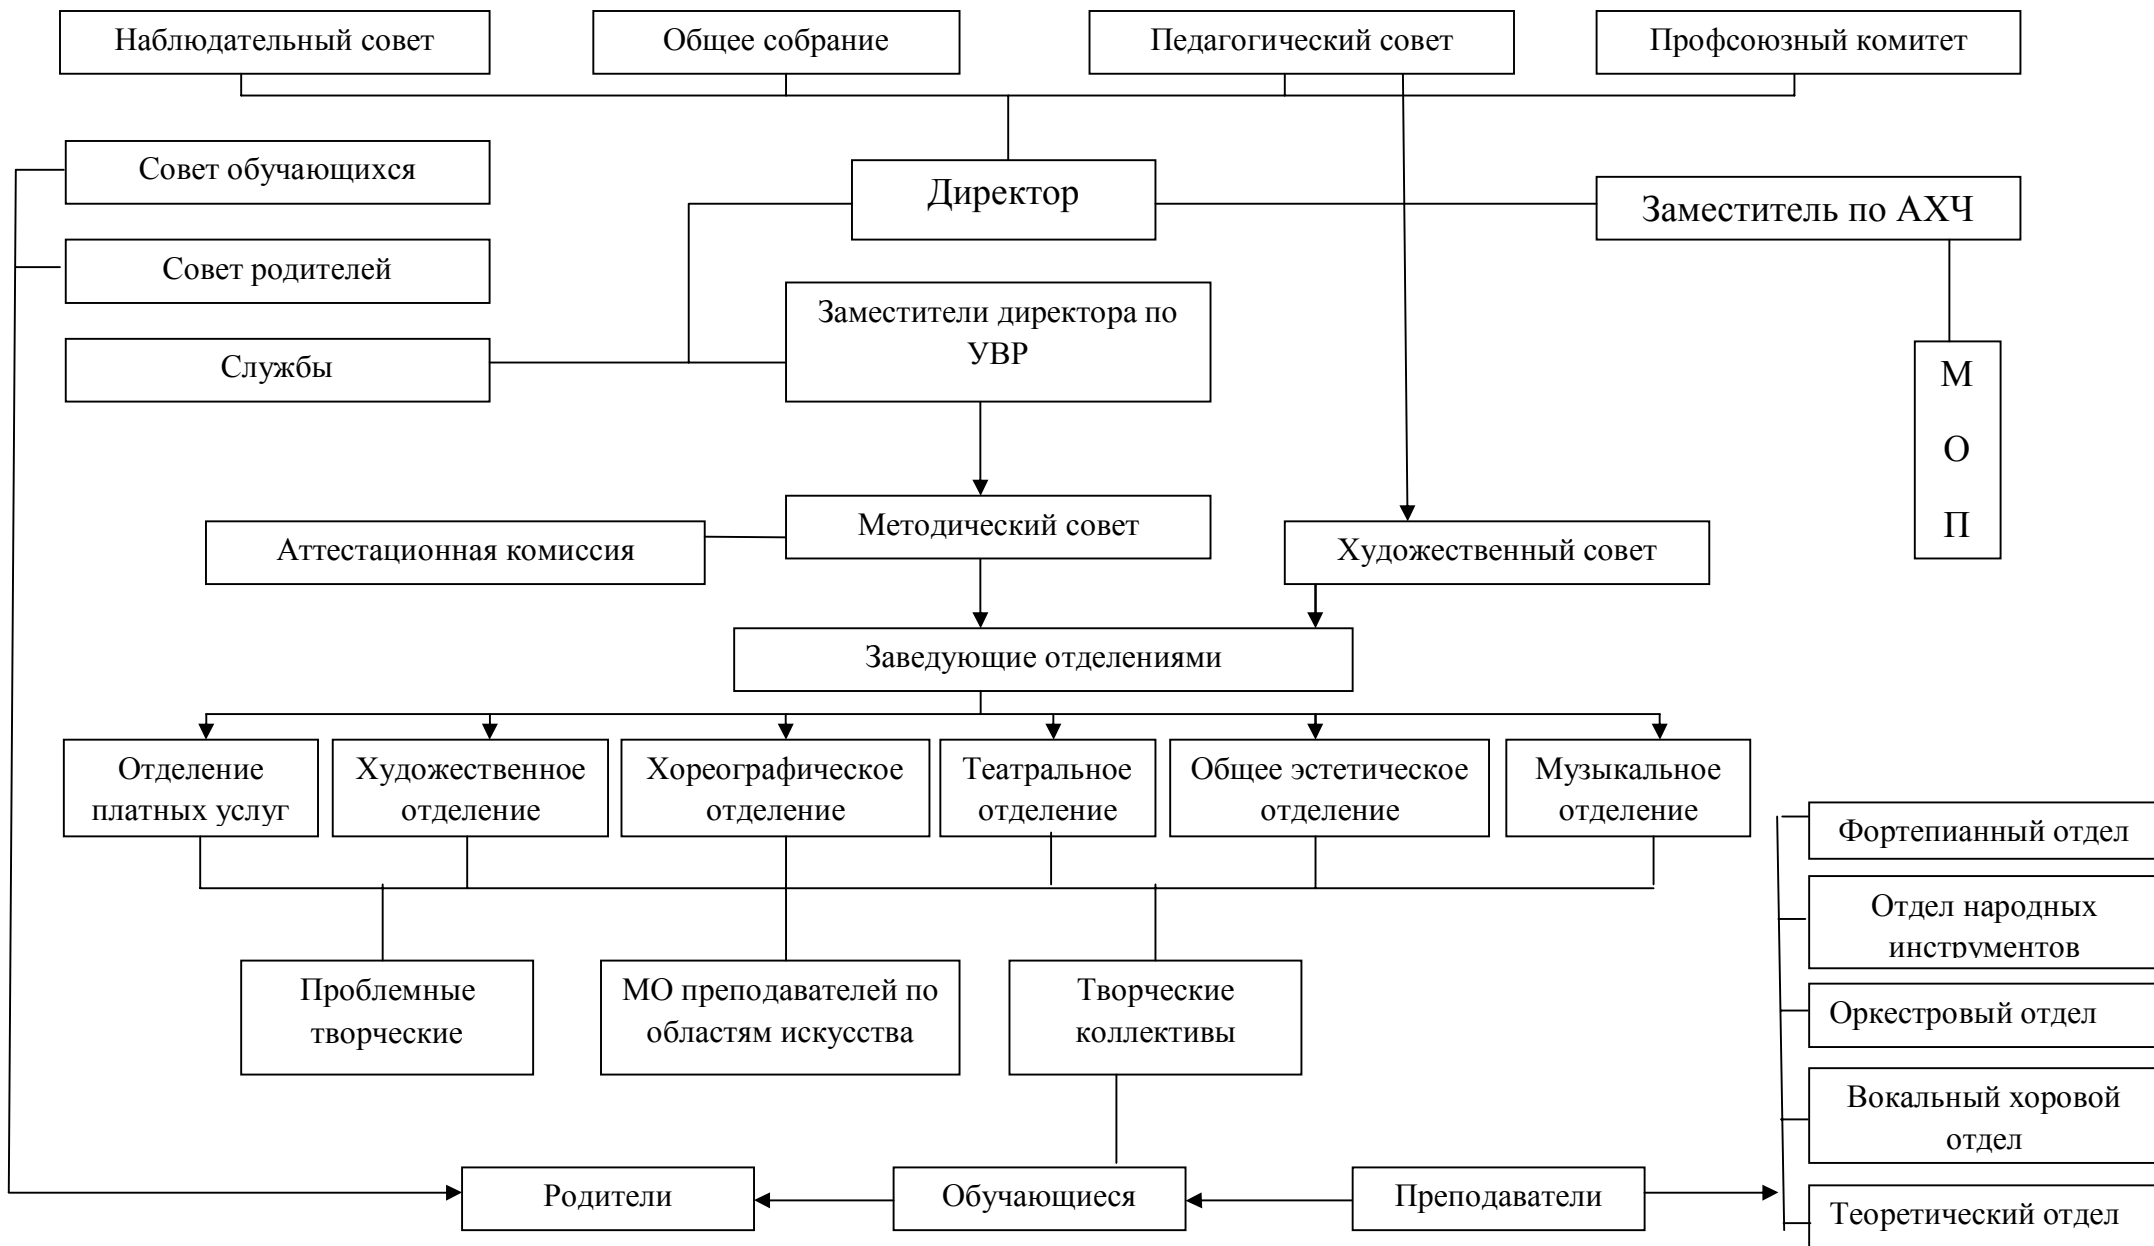 Наблюдательный совет
Общее собрание
Педагогический совет
Профсоюзный комитет
Совет обучающихся
Директор
Заместитель по АХЧ
Совет родителей
Заместители директора по
УВР
Службы
М
О
П
Методический совет
Аттестационная комиссия
Художественный совет
Заведующие отделениями
Отделение
платных услуг
Художественное
отделение
Хореографическое
отделение
Театральное
отделение
Общее эстетическое
отделение
Музыкальное
отделение
Фортепианный отдел
Отдел народных
инструментов
Оркестровый отдел
Вокальный хоровой
отдел
Теоретический отдел
Проблемные
творческие
МО преподавателей по
областям искусства
Творческие
коллективы
Родители
Обучающиеся
Преподаватели